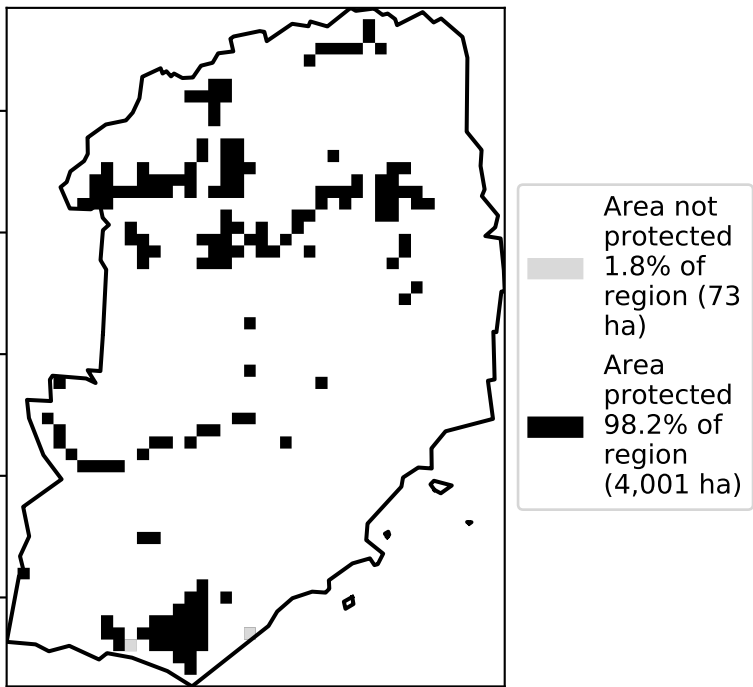 Area not
protected
1.8% of
region (73
ha)
Area
protected
98.2% of
region
(4,001 ha)